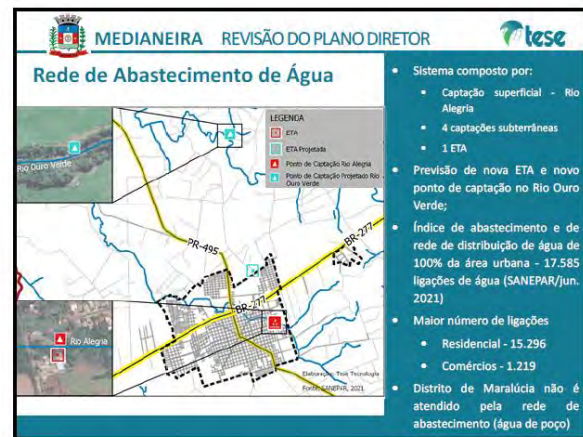 MEDIANEIRA REVISÃO DO PLANO DIRETOR
tese
Rede de Abastecimento de Água
Rio Ouro Verde
LEGENDA
ETA
ETA Projetada
Ponto de Captação Rio Alegria
Ponto de Captação Projetado Rio
Ouro Verde
PR-495
BR-277
BR-277
Rio Alegria
Elaboração: Tese Tecnologia
Fonte: SANEPAR, 2021
• Sistema composto por:
• Captação superficial - Rio
Alegria
• 4 captações subterrâneas
• 1 ETA
• Previsão de nova ETA e novo
ponto de captação no Rio Ouro
Verde;
• Índice de abastecimento e de
rede de distribuição de água de
100% da área urbana - 17.585
ligações de água (SANEPAR/jun.
2021)
• Maior número de ligações
• Residencial - 15.296
• Comércios - 1.219
• Distrito de Maralúcia não é
atendido pela rede de
abastecimento (água de poço)